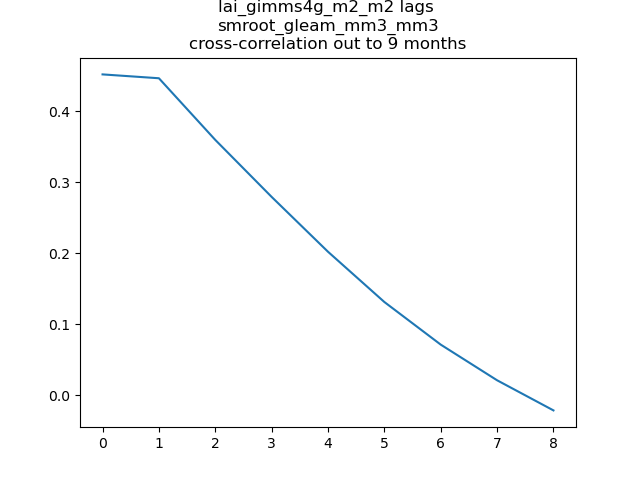 lai_gimms4g_m2_m2 lags
smroot_gleam_mm3_mm3
cross-correlation out to 9 months
0.4
0.3
0.2
0.1
0.0
0 1 2 3 4 5 6 7 8